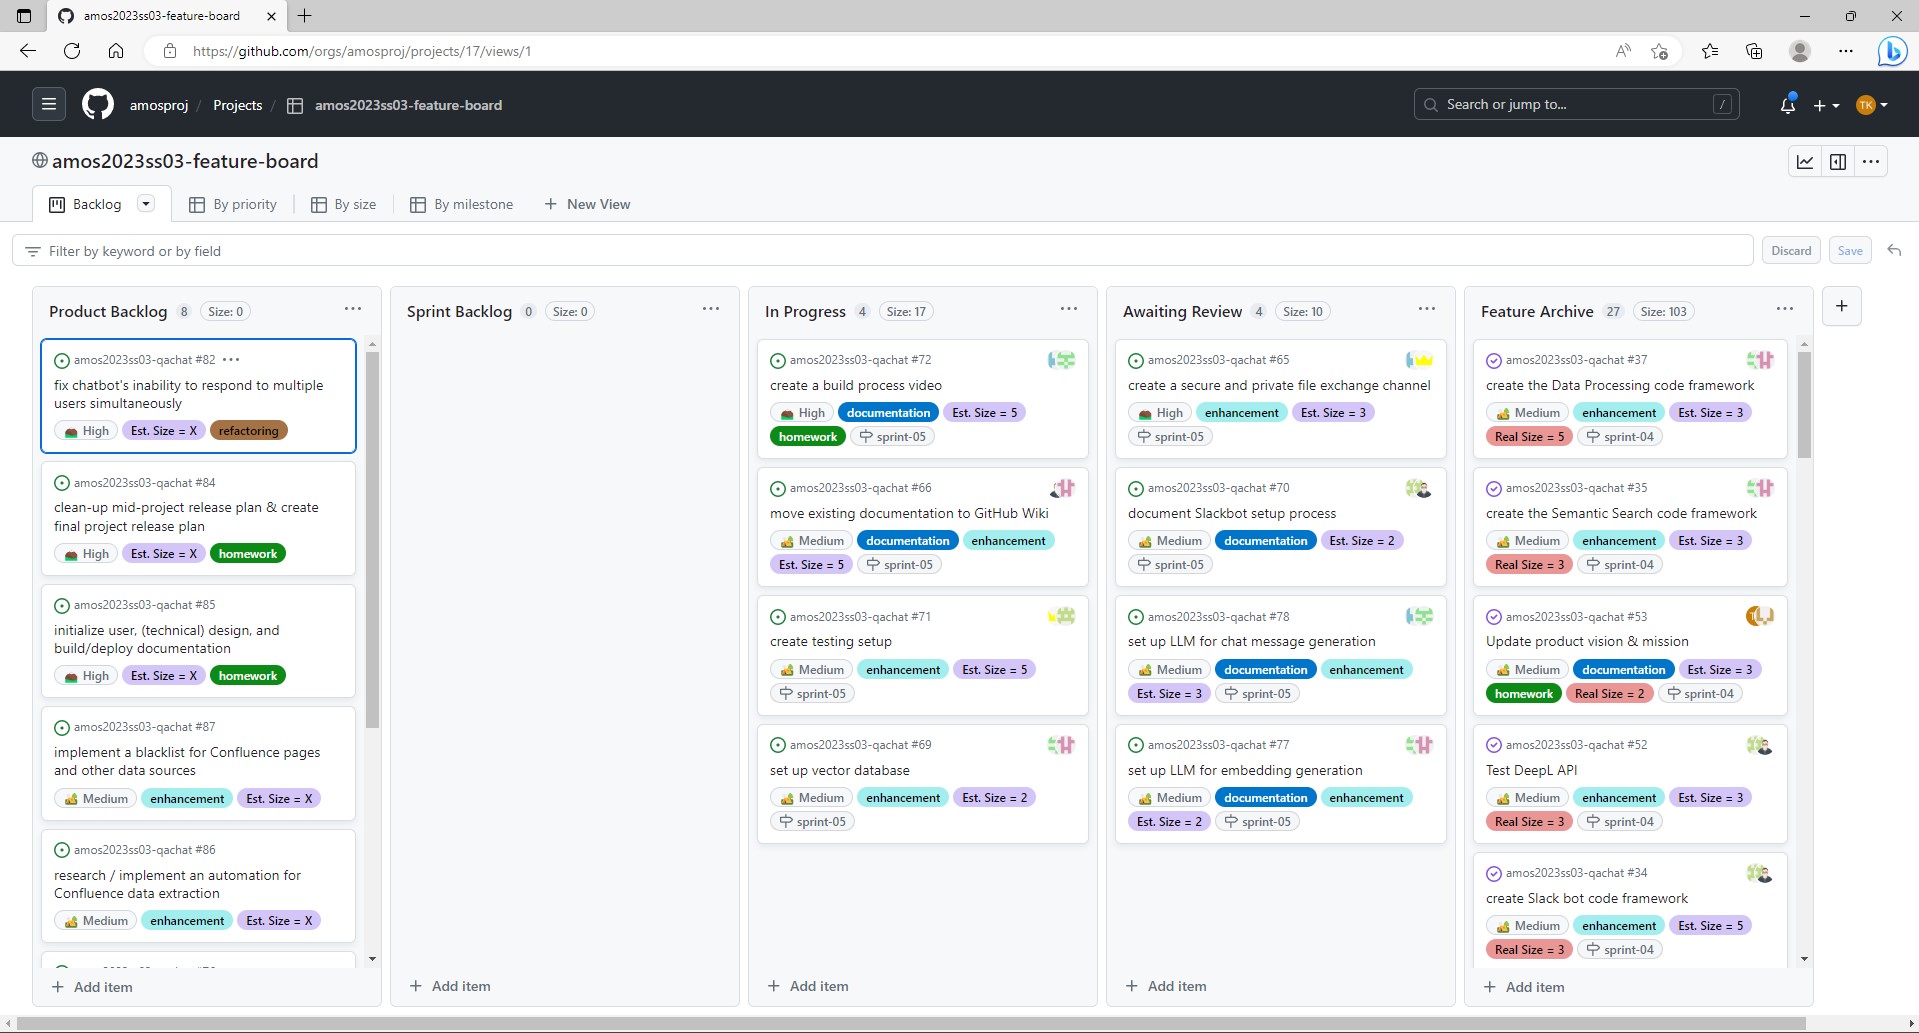 amos2023ss03-feature-board
https://github.com/orgs/amosproj/projects/17/views/1
amosproj / Projects / amos2023ss03-feature-board
Search or jump to...
/
TK
amos2023ss03-feature-board
Backlog
By priority
By size
By milestone
New View
Filter by keyword or by field
Discard
Save
Product Backlog 8 Size: 0
amos2023ss03-qachat #82
fix chatbot's inability to respond to multiple
users simultaneously
High Est. Size = X refactoring
amos2023ss03-qachat #84
clean-up mid-project release plan & create
final project release plan
High Est. Size = X homework
amos2023ss03-qachat #85
initialize user, (technical) design, and
build/deploy documentation
High Est. Size = X homework
amos2023ss03-qachat #87
implement a blacklist for Confluence pages
and other data sources
Medium enhancement Est. Size = X
amos2023ss03-qachat #86
research / implement an automation for
Confluence data extraction
Medium enhancement Est. Size = X
Add item
Sprint Backlog 0 Size: 0
Add item
In Progress 4 Size: 17
amos2023ss03-qachat #72
create a build process video
High documentation Est. Size = 5
homework sprint-05
amos2023ss03-qachat #66
move existing documentation to GitHub Wiki
Medium documentation enhancement
Est. Size = 5 sprint-05
amos2023ss03-qachat #71
create testing setup
Medium enhancement Est. Size = 5
sprint-05
amos2023ss03-qachat #69
set up vector database
Medium enhancement Est. Size = 2
sprint-05
Add item
Awaiting Review 4 Size: 10
amos2023ss03-qachat #65
create a secure and private file exchange channel
High enhancement Est. Size = 3
sprint-05
amos2023ss03-qachat #70
document Slackbot setup process
Medium documentation Est. Size = 2
sprint-05
amos2023ss03-qachat #78
set up LLM for chat message generation
Medium documentation enhancement
Est. Size = 3 sprint-05
amos2023ss03-qachat #77
set up LLM for embedding generation
Medium documentation enhancement
Est. Size = 2 sprint-05
Add item
Feature Archive 27 Size: 103
amos2023ss03-qachat #37
create the Data Processing code framework
Medium enhancement Est. Size = 3
Real Size = 5 sprint-04
amos2023ss03-qachat #35
create the Semantic Search code framework
Medium enhancement Est. Size = 3
Real Size = 3 sprint-04
amos2023ss03-qachat #53
Update product vision & mission
Medium documentation Est. Size = 3
homework Real Size = 2 sprint-04
amos2023ss03-qachat #52
Test DeepL API
Medium enhancement Est. Size = 3
Real Size = 3 sprint-04
amos2023ss03-qachat #34
create Slack bot code framework
Medium enhancement Est. Size = 5
Real Size = 3 sprint-04
Add item